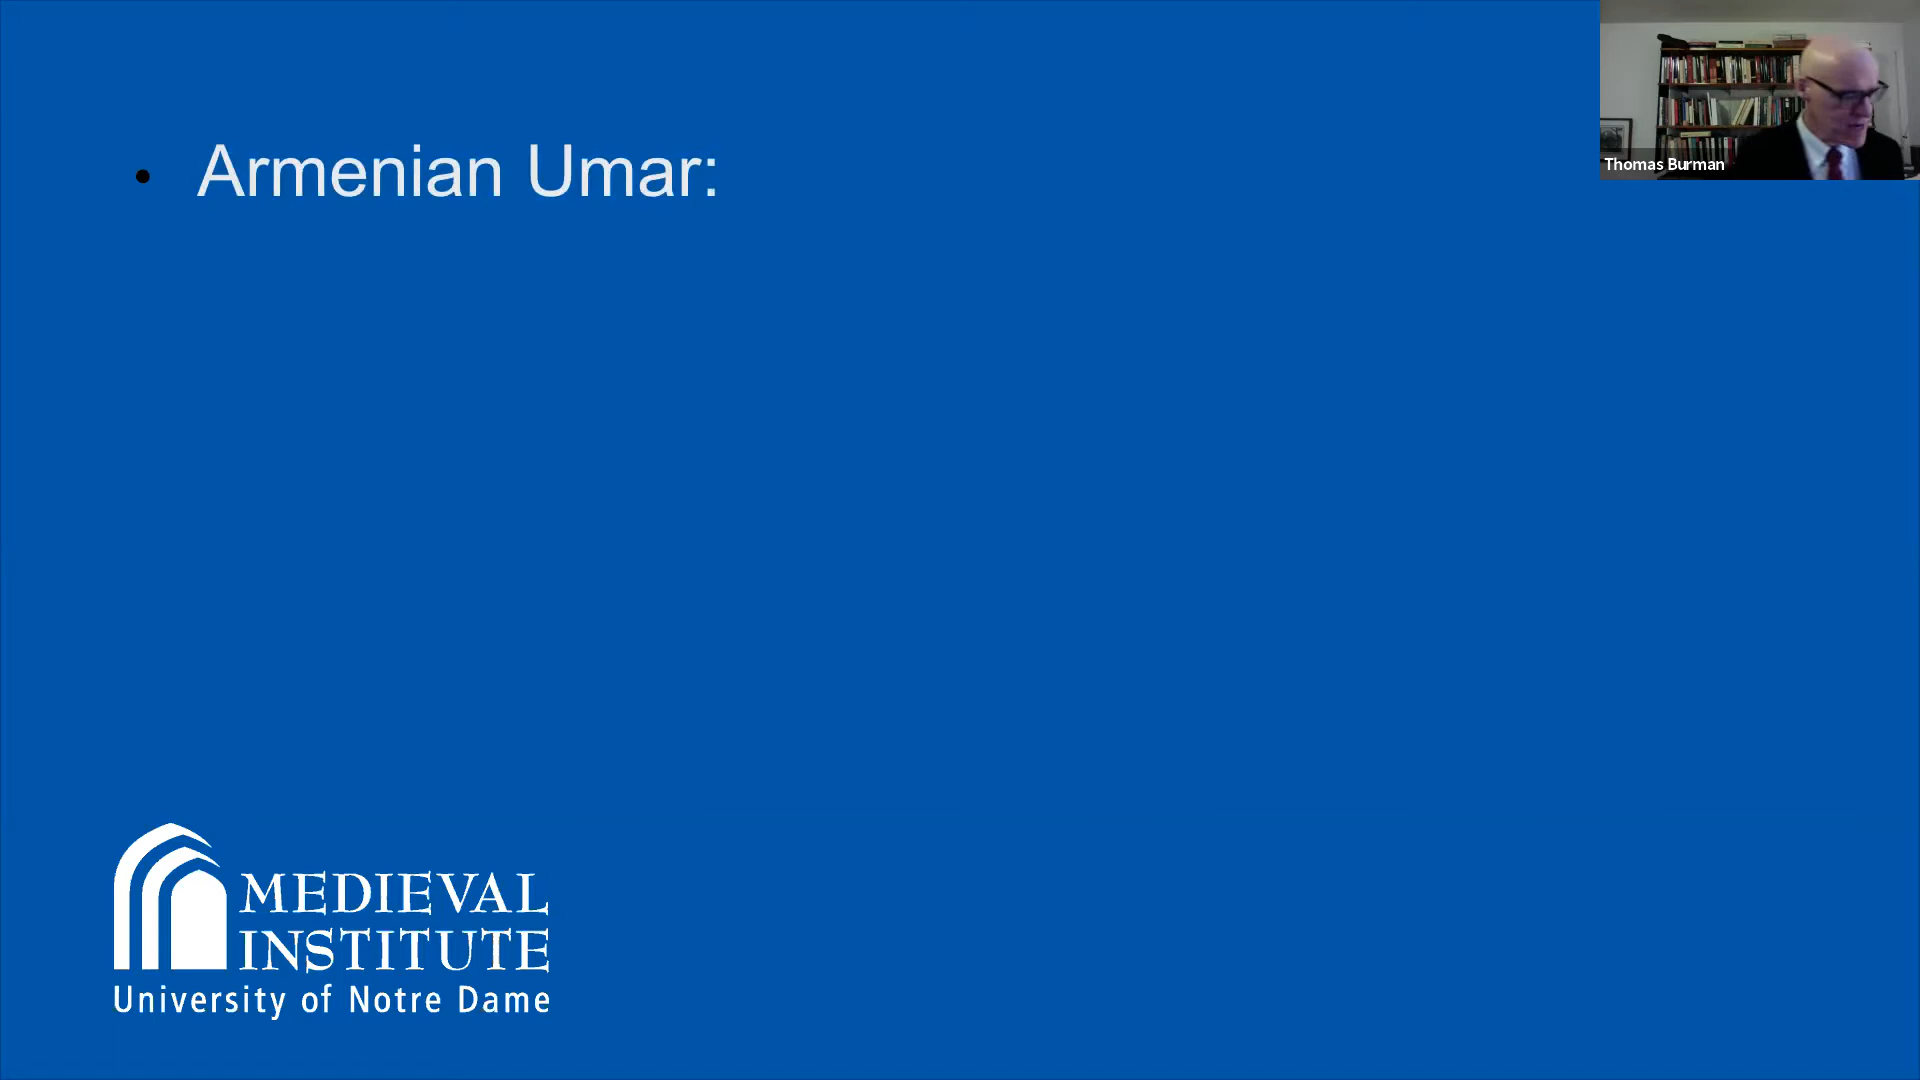 Thomas Burman
• Armenian Umar:
MEDIEVAL
INSTITUTE
University of Notre Dame